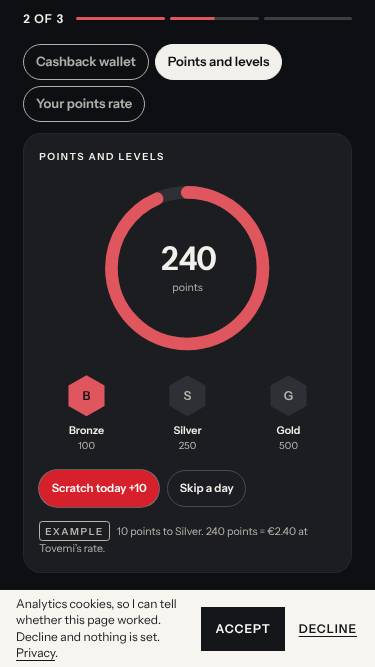 2 OF 3
Cashback wallet
Points and levels
Your points rate
POINTS AND LEVELS
240
points
B
S
G
Bronze
Silver
Gold
100
250
500
Scratch today +10
Skip a day
EXAMPLE 10 points to Silver. 240 points = €2.40 at
Tovemi's rate.
Analytics cookies, so I can tell
whether this page worked.
Decline and nothing is set.
Privacy.
ACCEPT
DECLINE